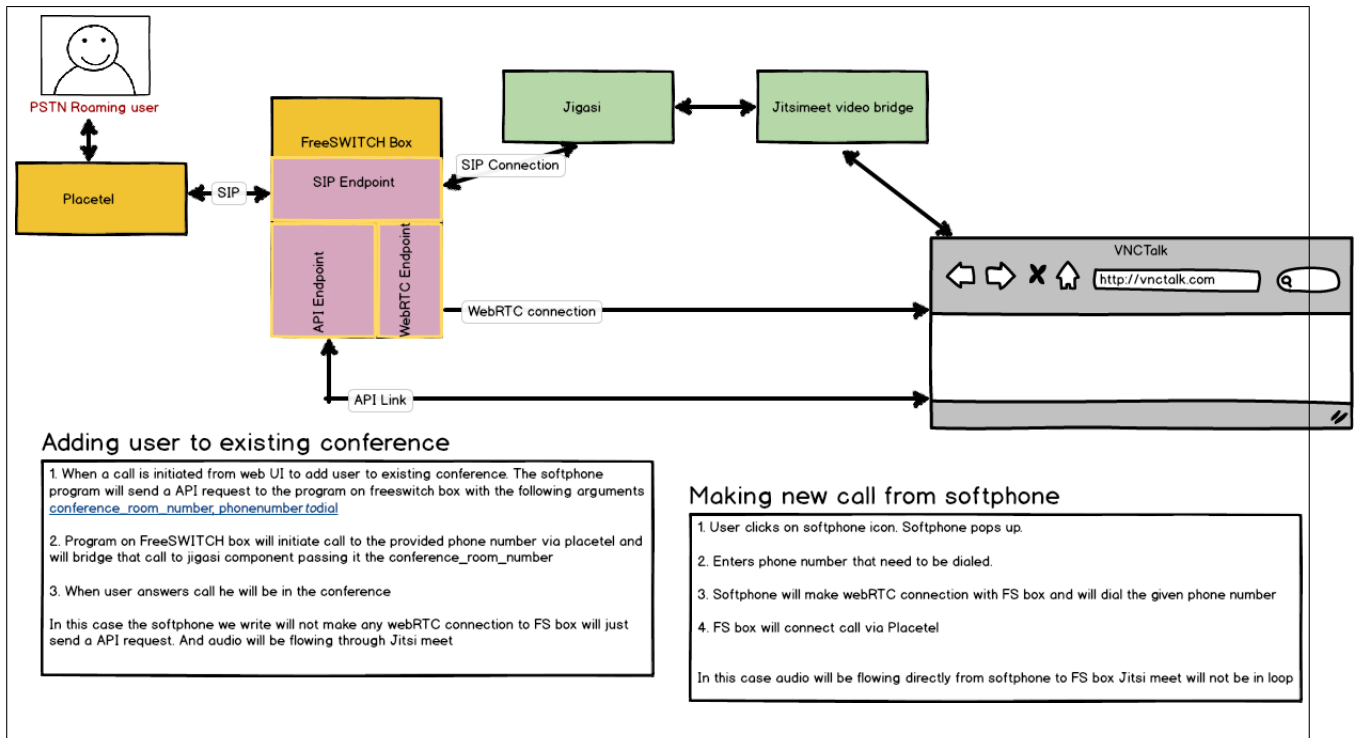 PSTN Roaming user
Placetel
SIP
FreeSWITCH Box
SIP Endpoint
API Endpoint
WebRTC Endpoint
SIP Connection
Jigasi
Jitsimeet video bridge
VNCTalk
http://vnctalk.com
WebRTC connection
API Link
Adding user to existing conference
1. When a call is initiated from web UI to add user to existing conference. The softphone
program will send a API request to the program on freeswitch box with the following arguments
conference_room_number, phonenumbertodial
2. Program on FreeSWITCH box will initiate call to the provided phone number via placetel and
will bridge that call to jigasi component passing it the conference_room_number
3. When user answers call he will be in the conference
In this case the softphone we write will not make any webRTC connection to FS box will just
send a API request. And audio will be flowing through Jitsi meet
Making new call from softphone
1. User clicks on softphone icon. Softphone pops up.
2. Enters phone number that need to be dialed.
3. Softphone will make webRTC connection with FS box and will dial the given phone number
4. FS box will connect call via Placetel
In this case audio will be flowing directly from softphone to FS box Jitsi meet will not be in loop